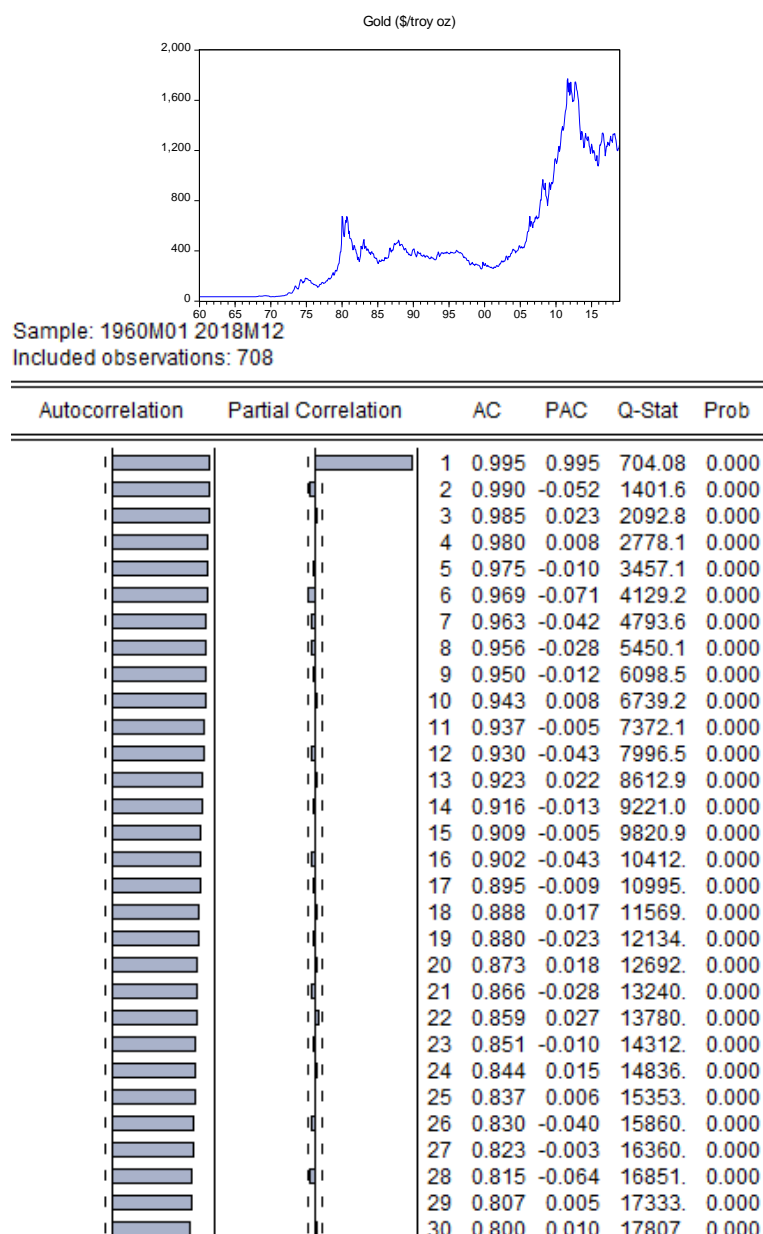 Gold ($/troy oz)
2,000
1,600
1,200
800
400
0
60 65 70 75 80 85 90 95 00 05 10 15
Sample: 1960M01 2018M12
Included observations: 708
Autocorrelation Partial Correlation AC PAC Q-Stat Prob
1 0.995 0.995 704.08 0.000
2 0.990 -0.052 1401.6 0.000
3 0.985 0.023 2092.8 0.000
4 0.980 0.008 2778.1 0.000
5 0.975 -0.010 3457.1 0.000
6 0.969 -0.071 4129.2 0.000
7 0.963 -0.042 4793.6 0.000
8 0.956 -0.028 5450.1 0.000
9 0.950 -0.012 6098.5 0.000
10 0.943 0.008 6739.2 0.000
11 0.937 -0.005 7372.1 0.000
12 0.930 -0.043 7996.5 0.000
13 0.923 0.022 8612.9 0.000
14 0.916 -0.013 9221.0 0.000
15 0.909 -0.005 9820.9 0.000
16 0.902 -0.043 10412. 0.000
17 0.895 -0.009 10995. 0.000
18 0.888 0.017 11569. 0.000
19 0.880 -0.023 12134. 0.000
20 0.873 0.018 12692. 0.000
21 0.866 -0.028 13240. 0.000
22 0.859 0.027 13780. 0.000
23 0.851 -0.010 14312. 0.000
24 0.844 0.015 14836. 0.000
25 0.837 0.006 15353. 0.000
26 0.830 -0.040 15860. 0.000
27 0.823 -0.003 16360. 0.000
28 0.815 -0.064 16851. 0.000
29 0.807 0.005 17333. 0.000
30 0.800 0.010 17807. 0.000